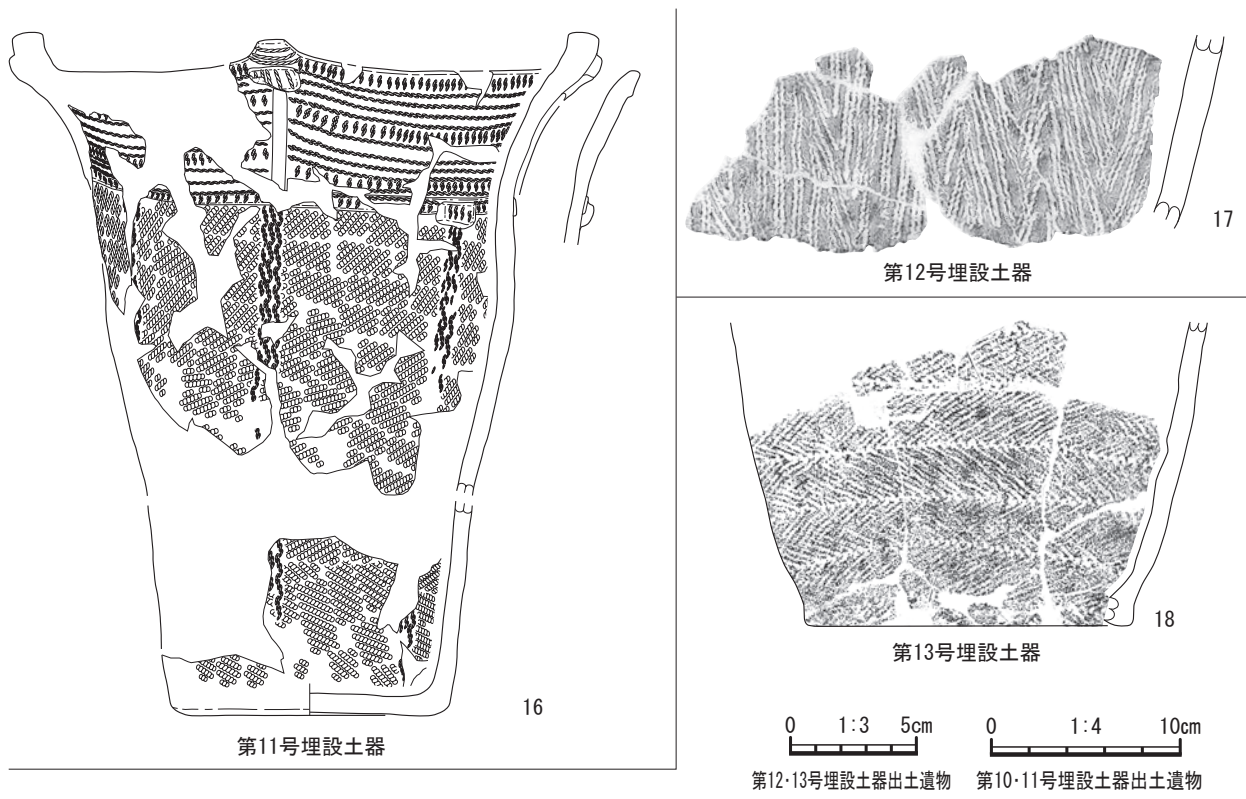 16
第11号埋設土器
17
第12号埋設土器
18
第13号埋設土器
0 1:3 5cm
第12・13号埋設土器出土遺物
0 1:4 10cm
第10・11号埋設土器出土遺物